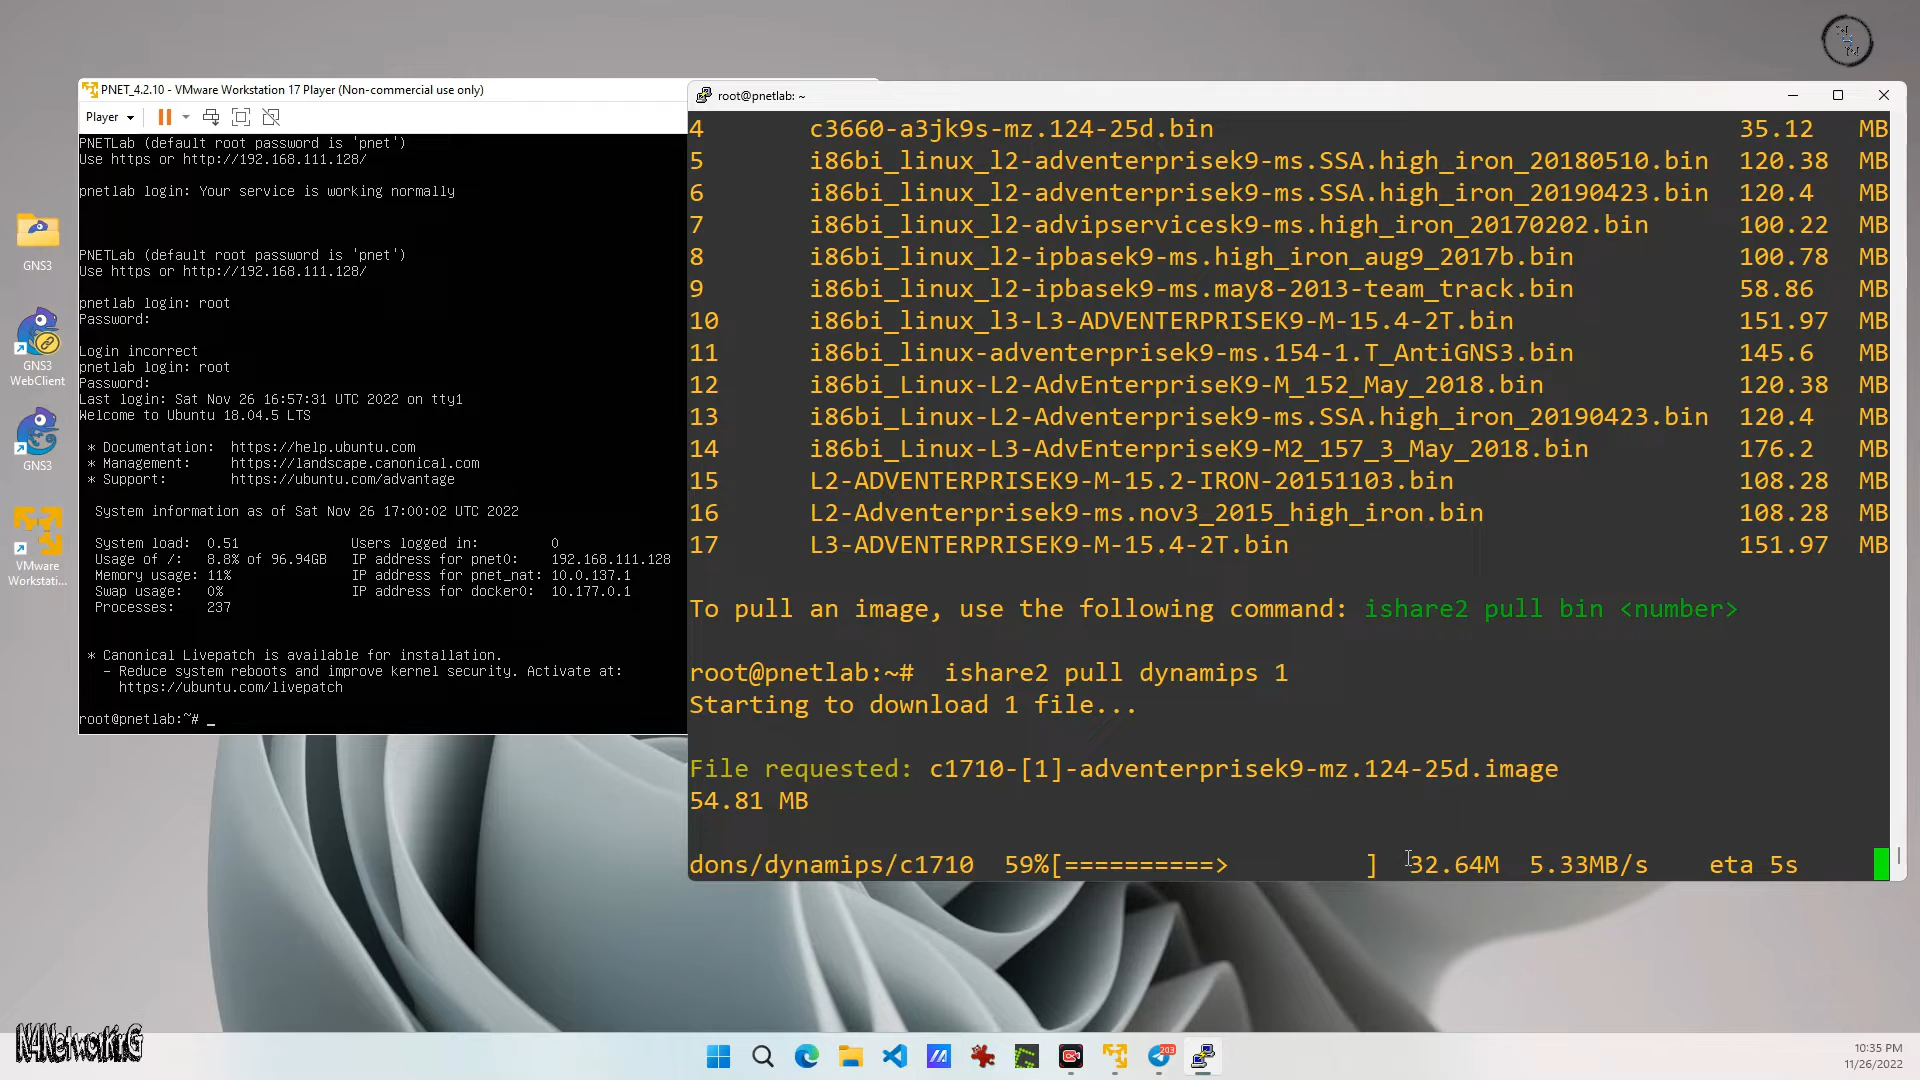 PNET_4.2.10 - VMware Workstation 17 Player (Non-commercial use only)
Player
PNETLab (default root password is 'pnet')
Use https or http://192.168.111.128/
pnetlab login: Your service is working normally
PNETLab (default root password is 'pnet')
Use https or http://192.168.111.128/
pnetlab login: root
Password:
Login incorrect
pnetlab login: root
Password:
Last login: Sat Nov 26 16:57:31 UTC 2022 on tty1
Welcome to Ubuntu 18.04.5 LTS
* Documentation: https://help.ubuntu.com
* Management: https://landscape.canonical.com
* Support: https://ubuntu.com/advantage
System information as of Sat Nov 26 17:00:02 UTC 2022
System load: 0.51 Users logged in: 0
Usage of /: 8.8% of 96.94GB IP address for pnet0: 192.168.111.128
Memory usage: 11% IP address for pnet_nat: 10.0.137.1
Swap usage: 0% IP address for docker0: 10.177.0.1
Processes: 237
* Canonical Livepatch is available for installation.
- Reduce system reboots and improve kernel security. Activate at:
https://ubuntu.com/livepatch
root@pnetlab:~# _
root@pnetlab: ~
4 c3660-a3jk9s-mz.124-25d.bin 35.12 MB
5 i86bi_linux_l2-adventerprisek9-ms.SSA.high_iron_20180510.bin 120.38 MB
6 i86bi_linux_l2-adventerprisek9-ms.SSA.high_iron_20190423.bin 120.4 MB
7 i86bi_linux_l2-advipservicesk9-ms.high_iron_20170202.bin 100.22 MB
8 i86bi_linux_l2-ipbasek9-ms.high_iron_aug9_2017b.bin 100.78 MB
9 i86bi_linux_l2-ipbasek9-ms.may8-2013-team_track.bin 58.86 MB
10 i86bi_linux_l3-L3-ADVENTERPRISEK9-M-15.4-2T.bin 151.97 MB
11 i86bi_linux-adventerprisek9-ms.154-1.T_AntiGNS3.bin 145.6 MB
12 i86bi_Linux-L2-AdvEnterpriseK9-M_152_May_2018.bin 120.38 MB
13 i86bi_Linux-L2-adventerprisek9-ms.SSA.high_iron_20190423.bin 120.4 MB
14 i86bi_Linux-L3-AdvEnterpriseK9-M2_157_3_May_2018.bin 176.2 MB
15 L2-ADVENTERPRISEK9-M-15.2-IRON-20151103.bin 108.28 MB
16 L2-Adventerprisek9-ms.nov3_2015_high_iron.bin 108.28 MB
17 L3-ADVENTERPRISEK9-M-15.4-2T.bin 151.97 MB
To pull an image, use the following command: ishare2 pull bin <number>
root@pnetlab:~# ishare2 pull dynamips 1
Starting to download 1 file...
File requested: c1710-[1]-adventerprisek9-mz.124-25d.image
54.81 MB
dons/dynamips/c1710 59%[==========> ] 32.64M 5.33MB/s eta 5s
GNS3
GNS3
WebClient
GNS3
VMware
Workstati...
N4NetworkinG
203
10:35 PM
11/26/2022